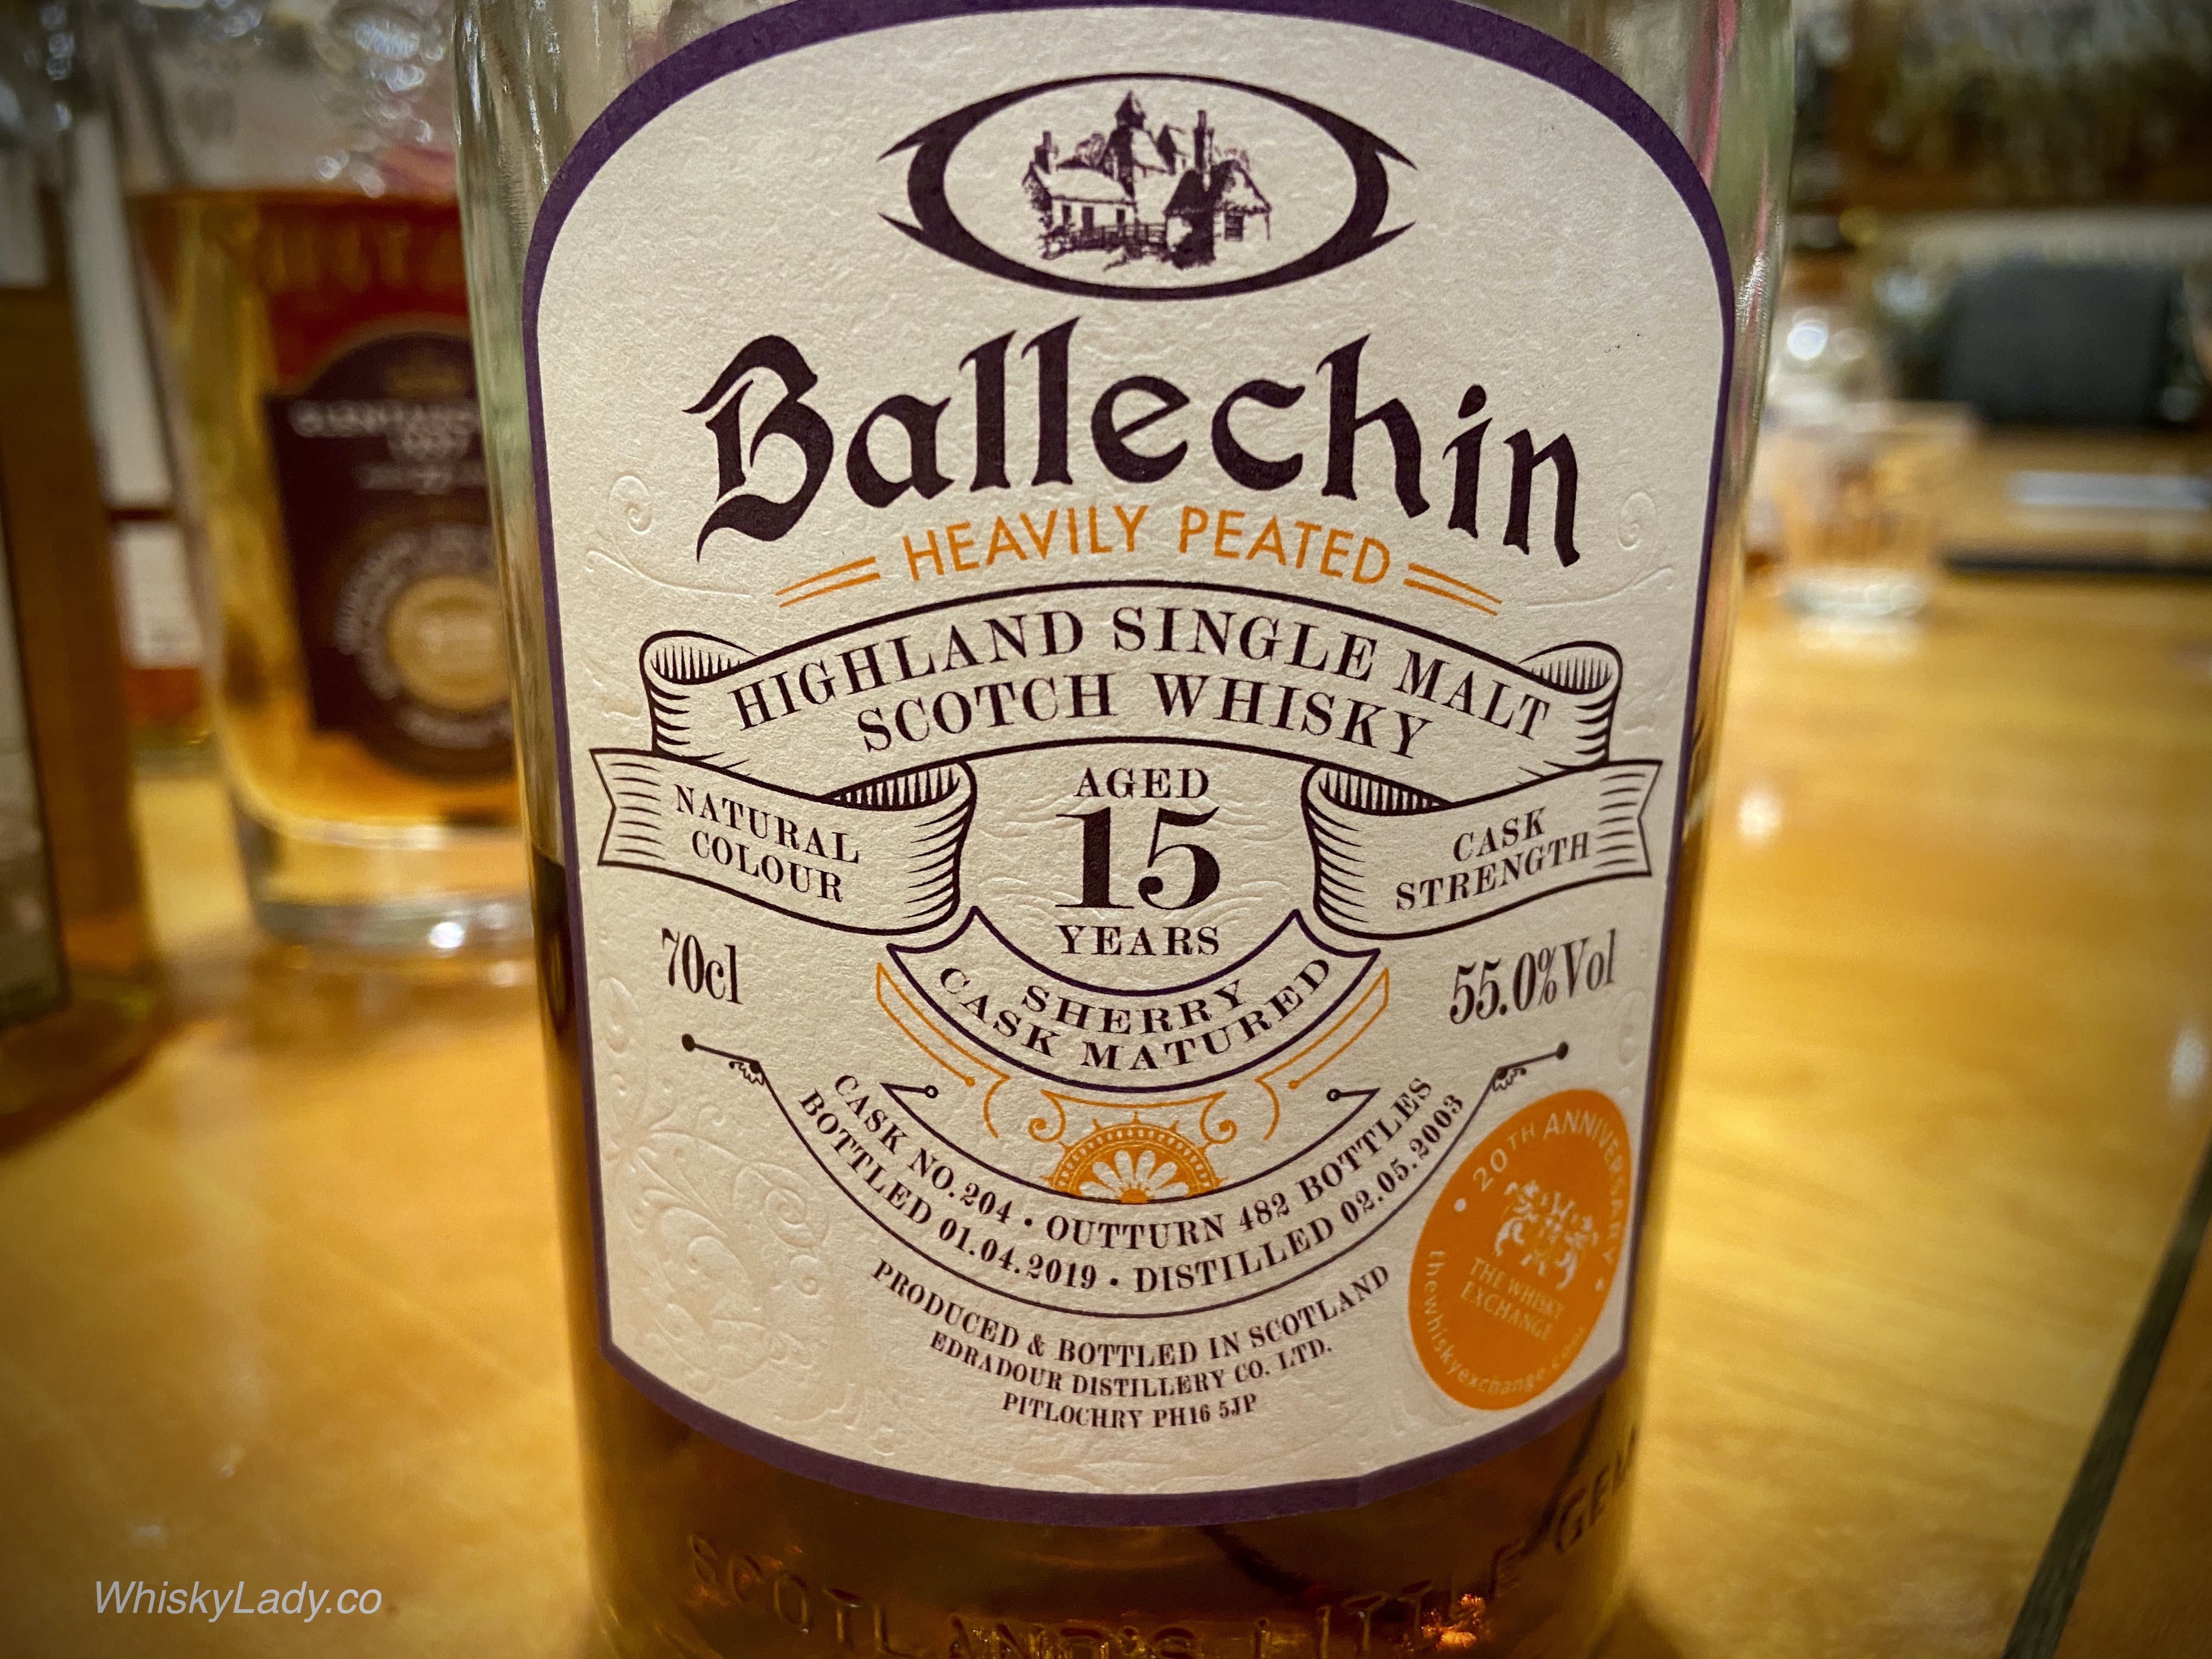 Ballechin
HEAVILY PEATED
HIGHLAND SINGLE MALT
SCOTCH WHISKY
NATURAL
COLOUR
AGED
15
YEARS
CASK
STRENGTH
70cl
55.0%Vol
SHERRY
CASK MATURED
CASK NO.204 • OUTTURN 482 BOTTLES
BOTTLED 01.04.2019 • DISTILLED 02.05.2003
PRODUCED & BOTTLED IN SCOTLAND
EDRADOUR DISTILLERY CO. LTD.
PITLOCHRY PH16 5JP
• 20TH ANNIVERSARY •
THE WHISKY
EXCHANGE
thewhiskyexchange.com
SCOTLAND'S LITTLE
WhiskyLady.co